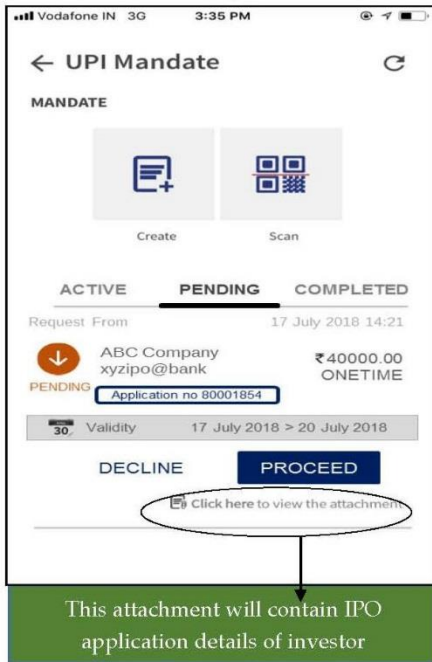 Vodafone IN 3G 3:35 PM
UPI Mandate
MANDATE
Create Scan
ACTIVE PENDING COMPLETED
Request From 17 July 2018 14:21
ABC Company ₹40000.00
xyzipo@bank ONETIME
PENDING
Application no 80001854
30 Validity 17 July 2018 > 20 July 2018
DECLINE PROCEED
Click here to view the attachment
This attachment will contain IPO
application details of investor